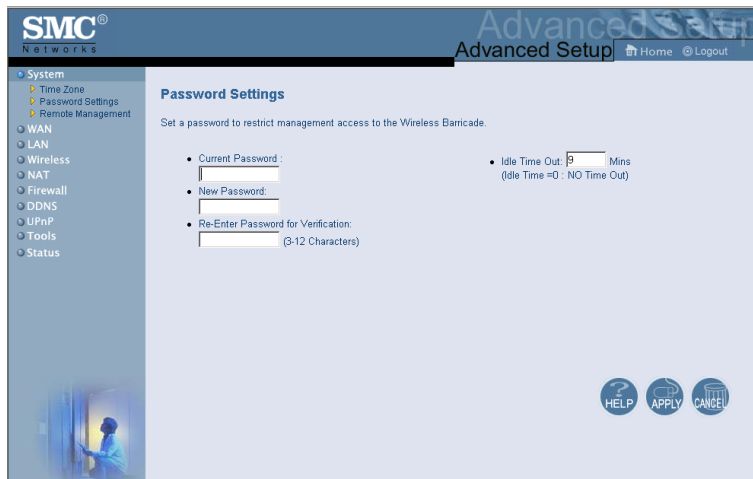 SMC®
Networks
Advanced Setup
Advanced Setup
Home
Logout
System
Time Zone
Password Settings
Remote Management
WAN
LAN
Wireless
NAT
Firewall
DDNS
UPnP
Tools
Status
Password Settings
Set a password to restrict management access to the Wireless Barricade.
Current Password :
New Password:
Re-Enter Password for Verification:
(3-12 Characters)
Idle Time Out: 9 Mins
(Idle Time =0 : NO Time Out)
HELP
APPLY
CANCEL